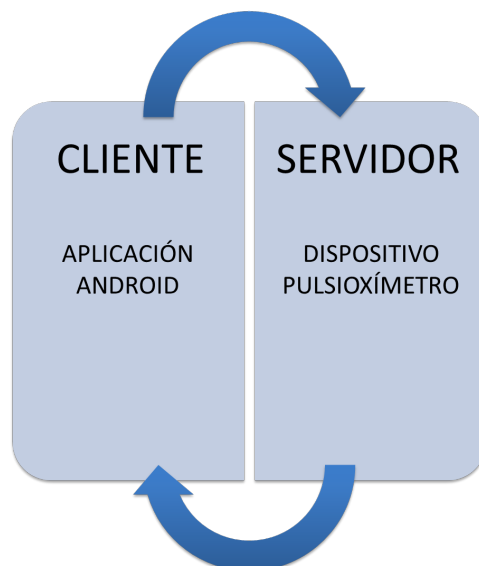 CLIENTE
APLICACIÓN
ANDROID
SERVIDOR
DISPOSITIVO
PULSIOXÍMETRO